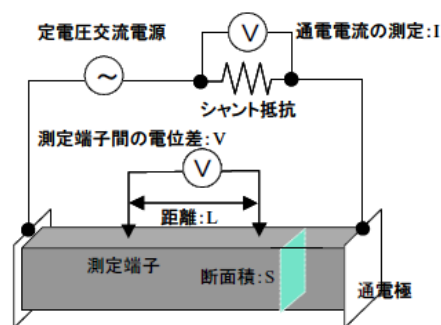 定電圧交流電源
通電電流の測定:I
V
~
シャント抵抗
測定端子間の電位差:V
V
距離:L
測定端子
断面積:S
通電極